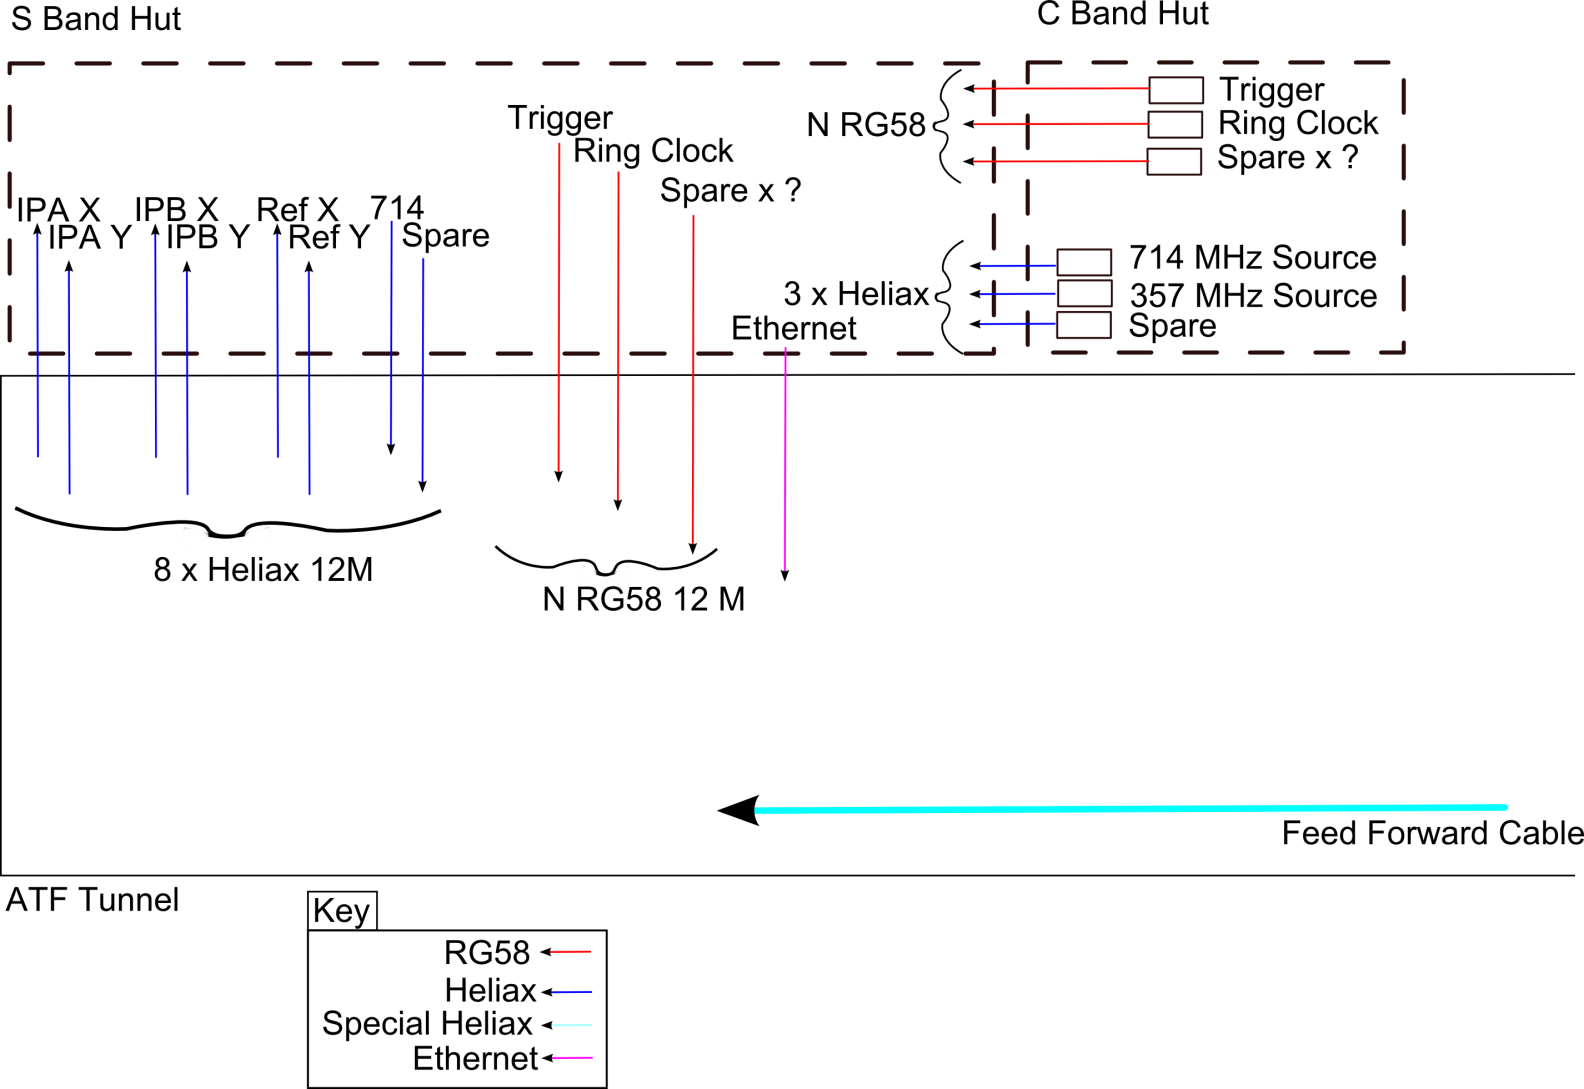 S Band Hut
C Band Hut
Trigger
Ring Clock
Spare x ?
N RG58
Trigger
Ring Clock
Spare x ?
IPA X
IPA Y
IPB X
IPB Y
Ref X
Ref Y
714
Spare
3 x Heliax
714 MHz Source
357 MHz Source
Spare
Ethernet
8 x Heliax 12M
N RG58 12 M
Feed Forward Cable
ATF Tunnel
Key
RG58
Heliax
Special Heliax
Ethernet